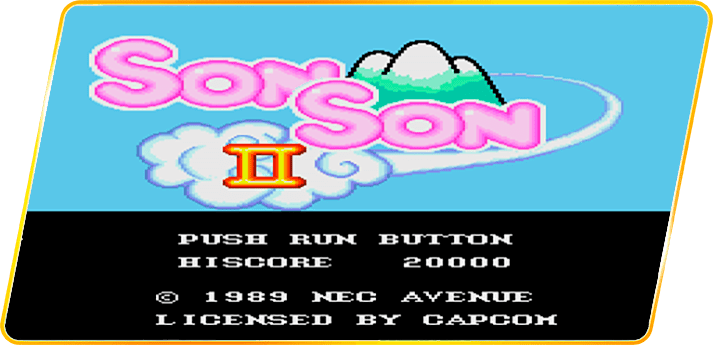 SON SON
II
PUSH RUN BUTTON
HISCORE 20000
© 1989 NEC AVENUE
LICENSED BY CAPCOM